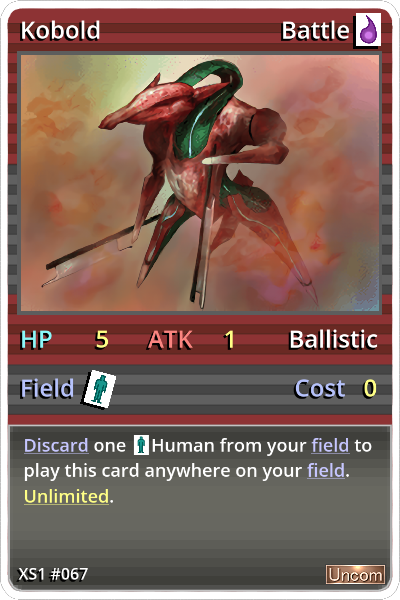 Kobold Battle
HP 5 ATK 1 Ballistic
Field Cost 0
Discard one Human from your field to
play this card anywhere on your field.
Unlimited.
XS1 #067 Uncom